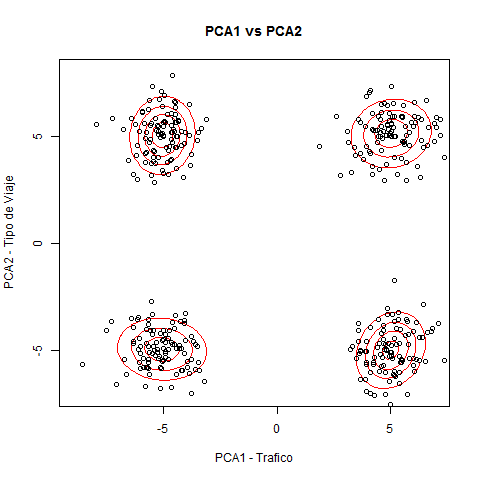 PCA1 vs PCA2
PCA2 - Tipo de Viaje
5
0
-5
-5 0 5
PCA1 - Trafico